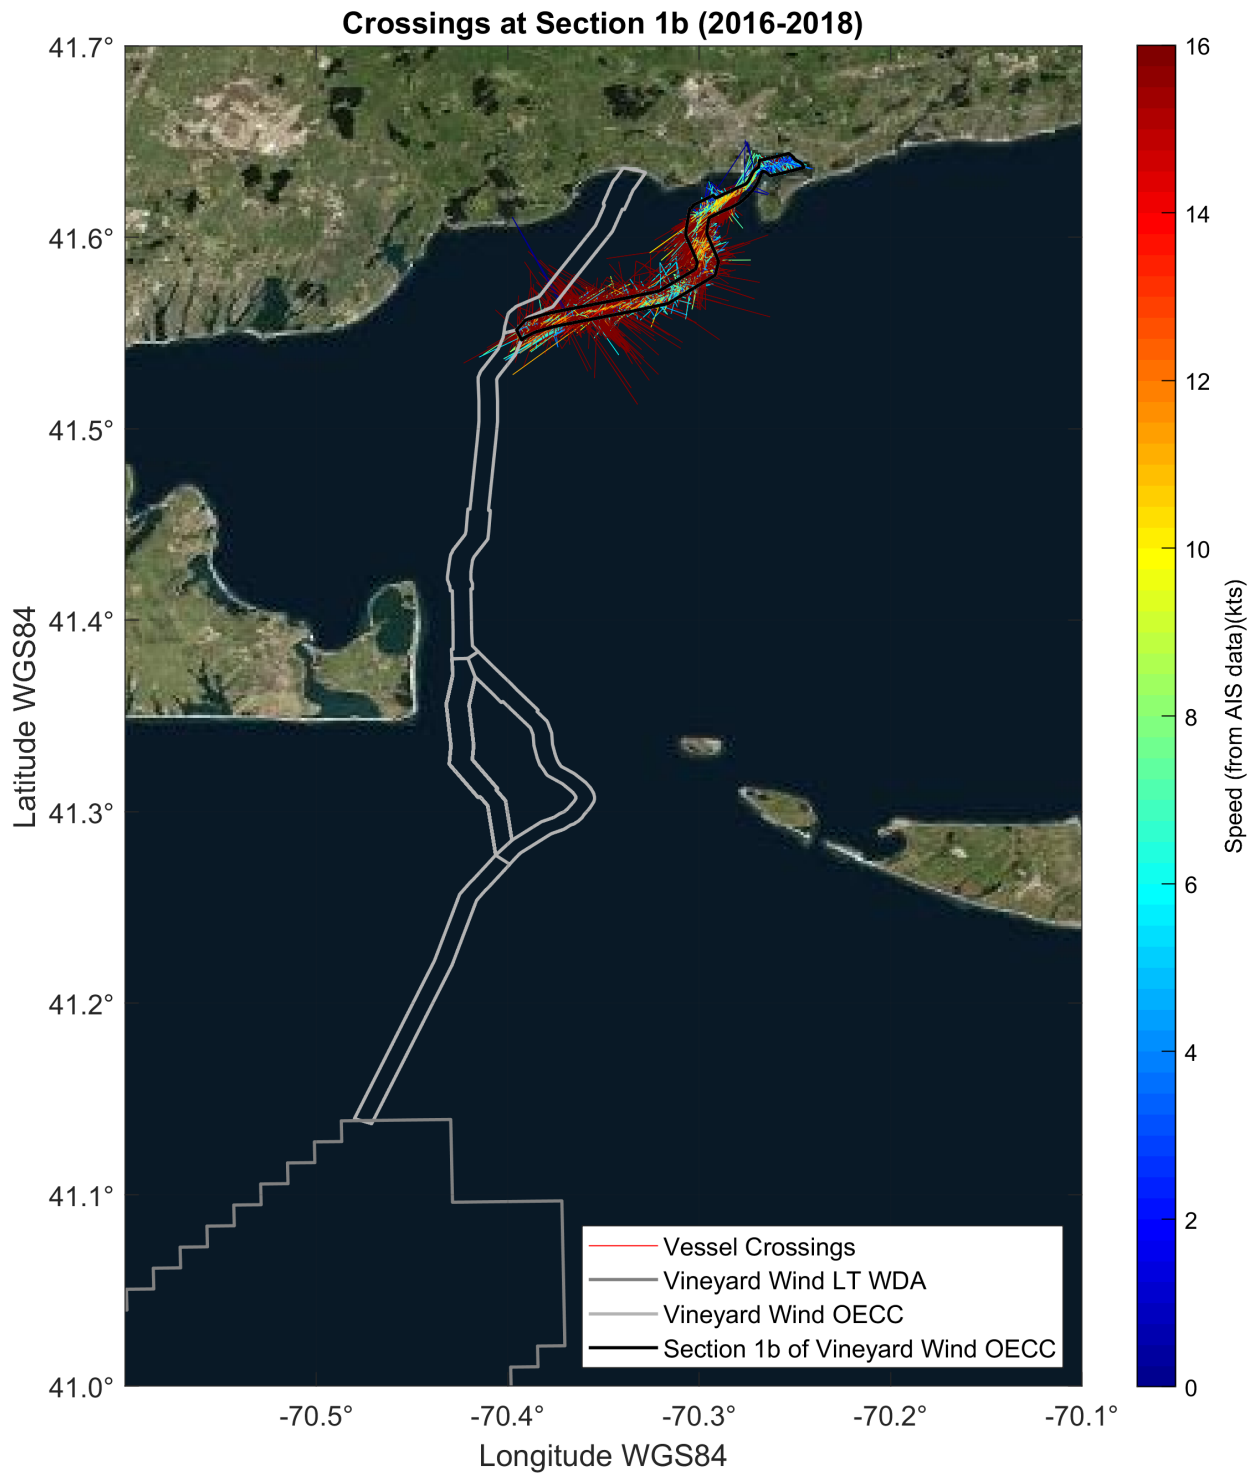 Crossings at Section 1b (2016-2018)
41.7°
41.6°
41.5°
41.4°
41.3°
41.2°
41.1°
41.0°
Latitude WGS84
-70.5°
-70.4°
-70.3°
-70.2°
-70.1°
Longitude WGS84
Vessel Crossings
Vineyard Wind LT WDA
Vineyard Wind OECC
Section 1b of Vineyard Wind OECC
16
14
12
10
8
6
4
2
0
Speed (from AIS data)(kts)